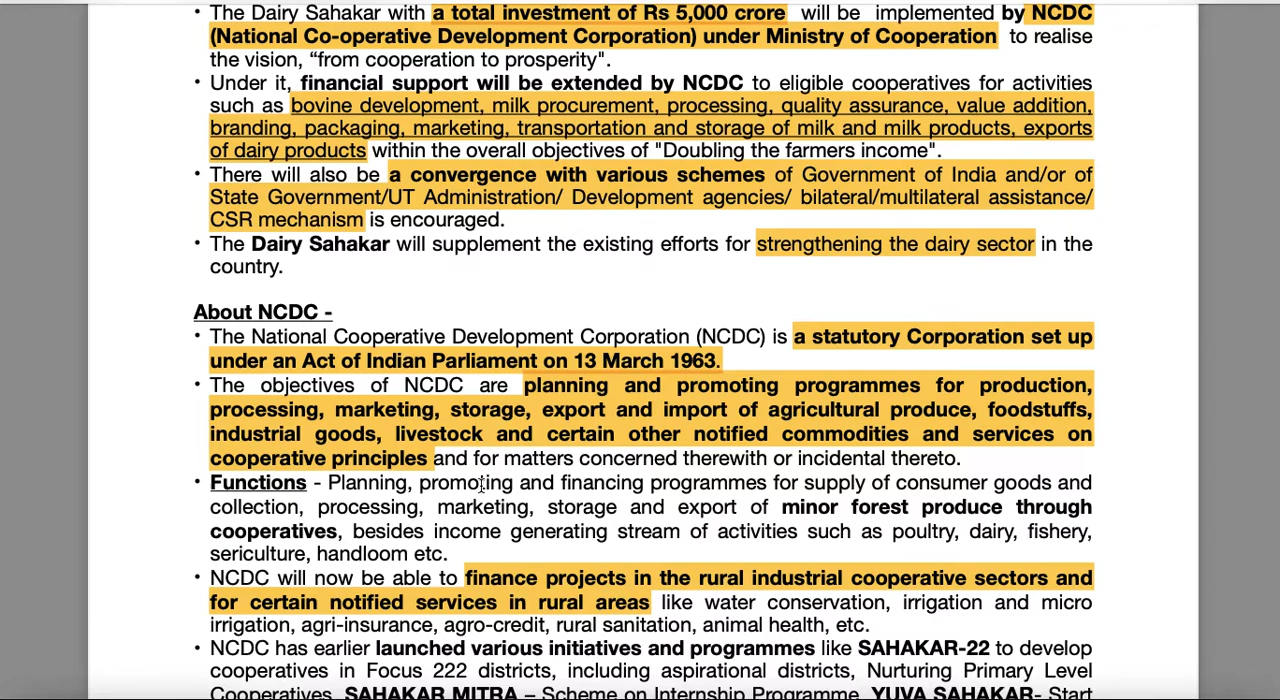 • The Dairy Sahakar with a total investment of Rs 5,000 crore will be implemented by NCDC
(National Co-operative Development Corporation) under Ministry of Cooperation to realise
the vision, “from cooperation to prosperity".
• Under it, financial support will be extended by NCDC to eligible cooperatives for activities
such as bovine development, milk procurement, processing, quality assurance, value addition,
branding, packaging, marketing, transportation and storage of milk and milk products, exports
of dairy products within the overall objectives of "Doubling the farmers income".
• There will also be a convergence with various schemes of Government of India and/or of
State Government/UT Administration/ Development agencies/ bilateral/multilateral assistance/
CSR mechanism is encouraged.
• The Dairy Sahakar will supplement the existing efforts for strengthening the dairy sector in the
country.
About NCDC -
• The National Cooperative Development Corporation (NCDC) is a statutory Corporation set up
under an Act of Indian Parliament on 13 March 1963.
• The objectives of NCDC are planning and promoting programmes for production,
processing, marketing, storage, export and import of agricultural produce, foodstuffs,
industrial goods, livestock and certain other notified commodities and services on
cooperative principles and for matters concerned therewith or incidental thereto.
• Functions - Planning, promoting and financing programmes for supply of consumer goods and
collection, processing, marketing, storage and export of minor forest produce through
cooperatives, besides income generating stream of activities such as poultry, dairy, fishery,
sericulture, handloom etc.
• NCDC will now be able to finance projects in the rural industrial cooperative sectors and
for certain notified services in rural areas like water conservation, irrigation and micro
irrigation, agri-insurance, agro-credit, rural sanitation, animal health, etc.
• NCDC has earlier launched various initiatives and programmes like SAHAKAR-22 to develop
cooperatives in Focus 222 districts, including aspirational districts, Nurturing Primary Level
Cooperatives, SAHAKAR MITRA – Scheme on Internship Programme, YUVA SAHAKAR- Start